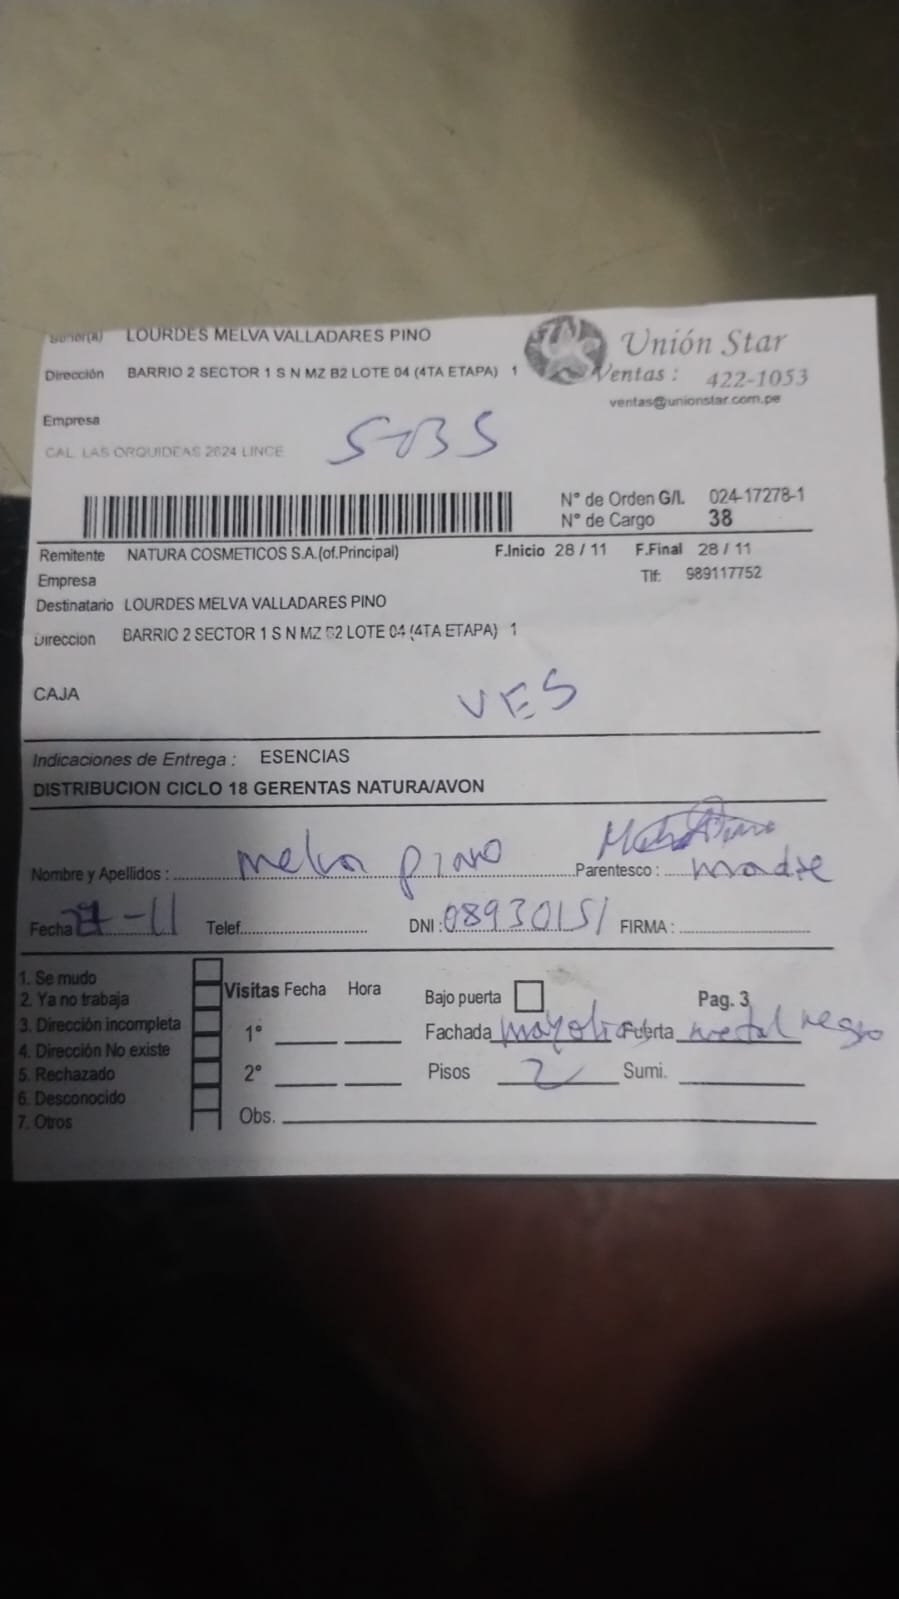 Señor(a) LOURDES MELVA VALLADARES PINO
Unión Star
Dirección BARRIO 2 SECTOR 1 S N MZ B2 LOTE 04 (4TA ETAPA) 1
Ventas: 422-1053
ventas@unionstar.com.pe
Empresa
CAL. LAS ORQUIDEAS 2624 LINCE
N° de Orden G/I. 024-17278-1
N° de Cargo 38
Remitente NATURA COSMETICOS S.A.(of.Principal) F.Inicio 28 / 11 F.Final 28 / 11
Empresa Tlf: 989117752
Destinatario LOURDES MELVA VALLADARES PINO
Direccion BARRIO 2 SECTOR 1 S N MZ B2 LOTE 04 (4TA ETAPA) 1
CAJA VES
Indicaciones de Entrega : ESENCIAS
DISTRIBUCION CICLO 18 GERENTAS NATURA/AVON
Nombre y Apellidos : Melva pino Parentesco : madre
Fecha -11 Telef. DNI : 08930151 FIRMA :
1. Se mudo
2. Ya no trabaja
3. Dirección incompleta
4. Dirección No existe
5. Rechazado
6. Desconocido
7. Otros
Visitas Fecha Hora
1°
2°
Obs.
Bajo puerta Pag. 3
Fachada Puerta metal negro
Pisos 2 Sumi.